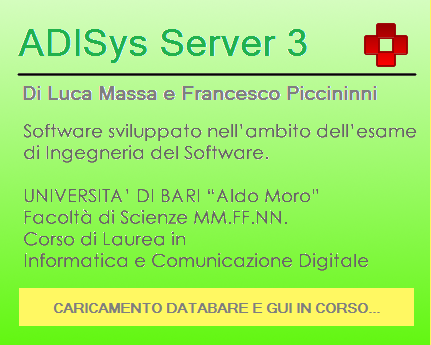 ADISys Server 3
Di Luca Massa e Francesco Piccininni
Software sviluppato nell’ambito dell’esame
di Ingegneria del Software.
UNIVERSITA’ DI BARI “Aldo Moro”
Facoltà di Scienze MM.FF.NN.
Corso di Laurea in
Informatica e Comunicazione Digitale
CARICAMENTO DATABARE E GUI IN CORSO...